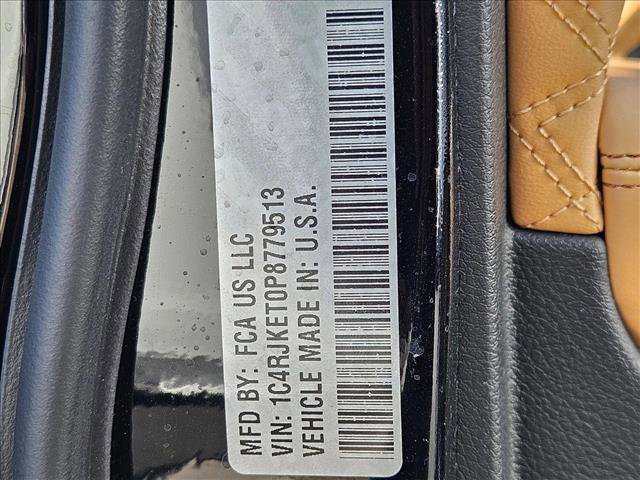 MFD BY: FCA US LLC
VIN: 1C4RJKET0P8779513
VEHICLE MADE IN: U.S.A.